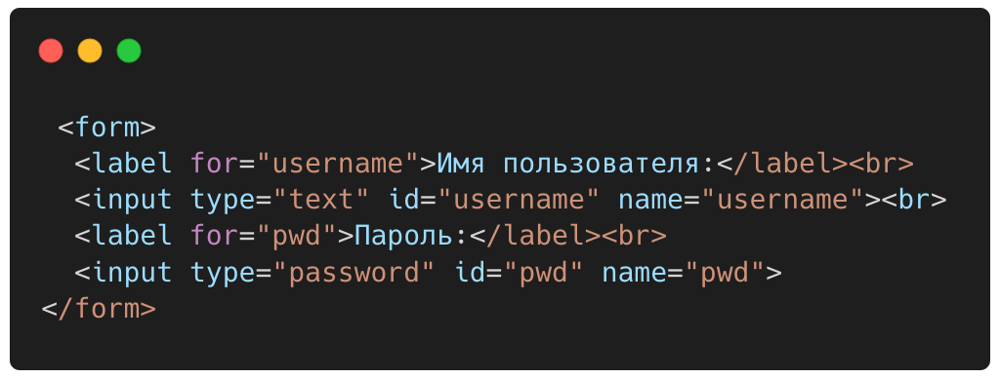 <form>
<label for="username">Имя пользователя:</label><br>
<input type="text" id="username" name="username"><br>
<label for="pwd">Пароль:</label><br>
<input type="password" id="pwd" name="pwd">
</form>